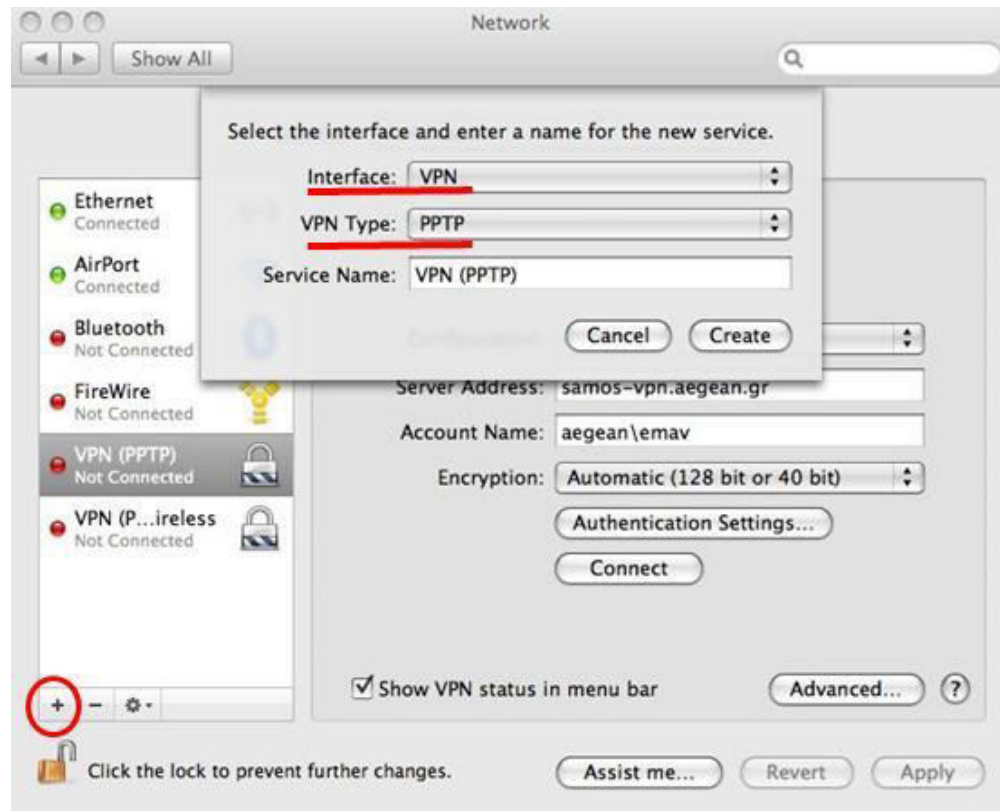 Network
Show All
Select the interface and enter a name for the new service.
Interface: VPN
VPN Type: PPTP
Service Name: VPN (PPTP)
Cancel Create
Ethernet
Connected
AirPort
Connected
Bluetooth
Not Connected
FireWire
Not Connected
VPN (PPTP)
Not Connected
VPN (P...ireless
Not Connected
Server Address: samos-vpn.aegean.gr
Account Name: aegean\emav
Encryption: Automatic (128 bit or 40 bit)
Authentication Settings...
Connect
Show VPN status in menu bar
Advanced... ?
+ -
Click the lock to prevent further changes.
Assist me... Revert Apply